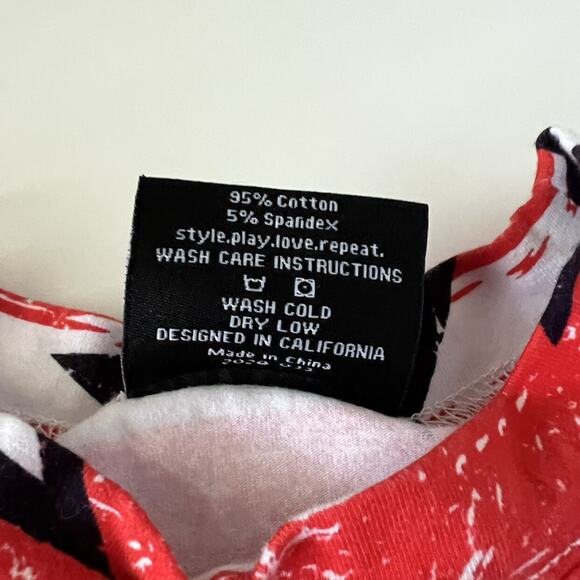 95% Cotton
5% Spandex
style.play.love.repeat.
WASH CARE INSTRUCTIONS
WASH COLD
DRY LOW
DESIGNED IN CALIFORNIA
Made in China